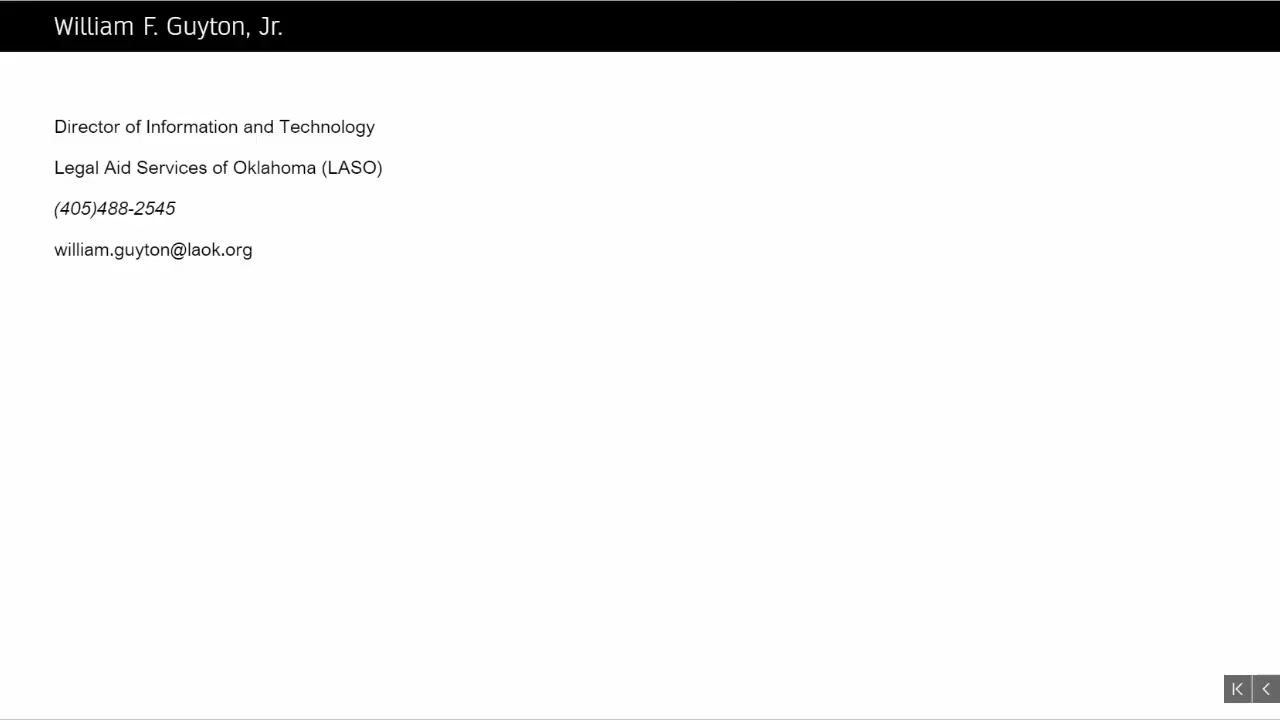 William F. Guyton, Jr.
Director of Information and Technology
Legal Aid Services of Oklahoma (LASO)
(405)488-2545
william.guyton@laok.org